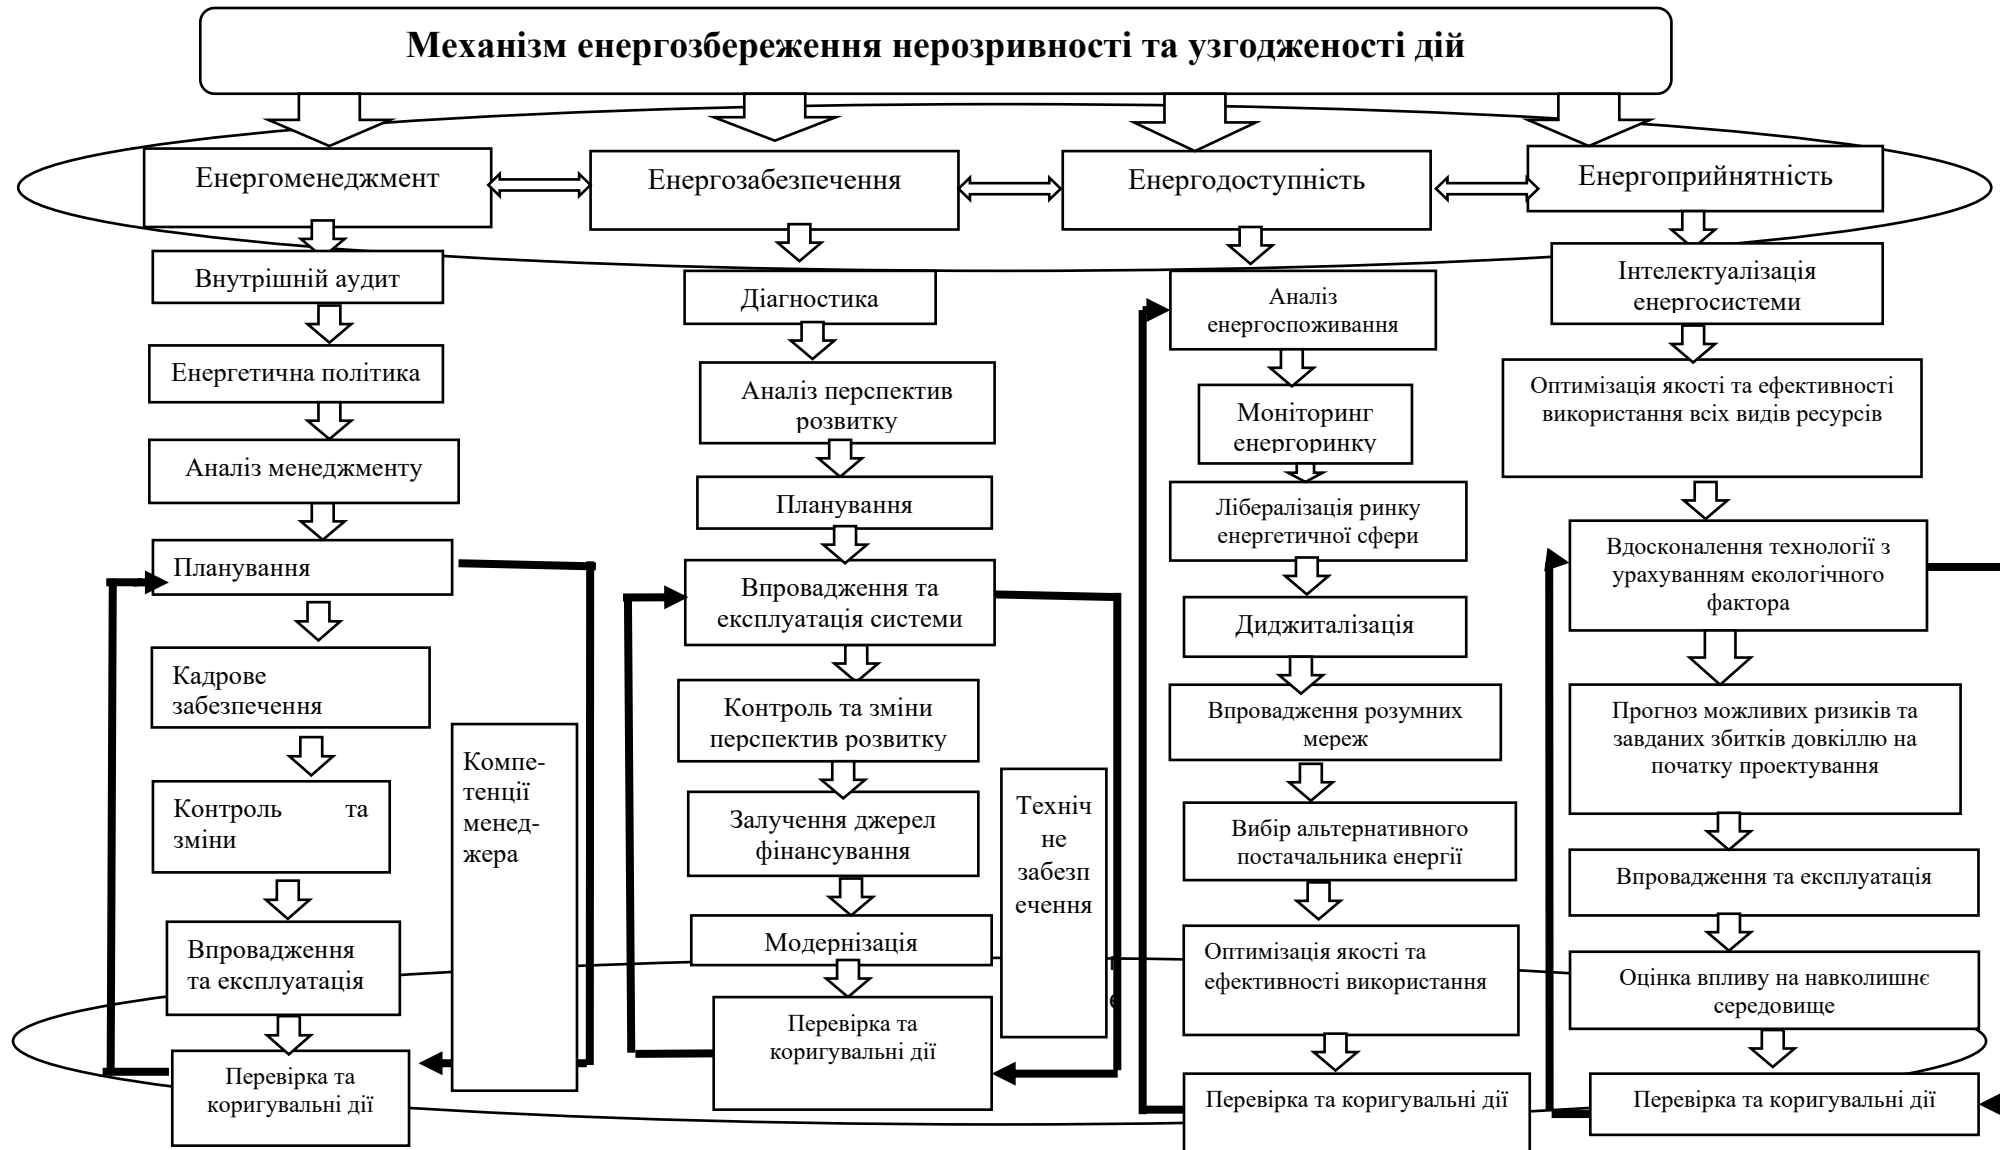 Механізм енергозбереження нерозривності та узгодженості дій
Енергоменеджмент
Енергозабезпечення
Енергодоступність
Енергоприйнятність
Внутрішній аудит
Енергетична політика
Аналіз менеджменту
Планування
Кадрове
забезпечення
Контроль та
зміни
Впровадження
та експлуатація
Перевірка та
коригувальні дії
Компе-
тенції
менед-
жера
Діагностика
Аналіз перспектив
розвитку
Планування
Впровадження та
експлуатація системи
Контроль та зміни
перспектив розвитку
Залучення джерел
фінансування
Модернізація
Перевірка та
коригувальні дії
Техніч
не
забезп
ечення
Аналіз
енергоспоживання
Моніторинг
енергоринку
Лібералізація ринку
енергетичної сфери
Диджиталізація
Впровадження розумних
мереж
Вибір альтернативного
постачальника енергії
Оптимізація якості та
ефективності використання
Перевірка та коригувальні дії
Інтелектуалізація
енергосистеми
Оптимізація якості та ефективності
використання всіх видів ресурсів
Вдосконалення технології з
урахуванням екологічного
фактора
Прогноз можливих ризиків та
завданих збитків довкіллю на
початку проектування
Впровадження та експлуатація
Оцінка впливу на навколишнє
середовище
Перевірка та коригувальні дії